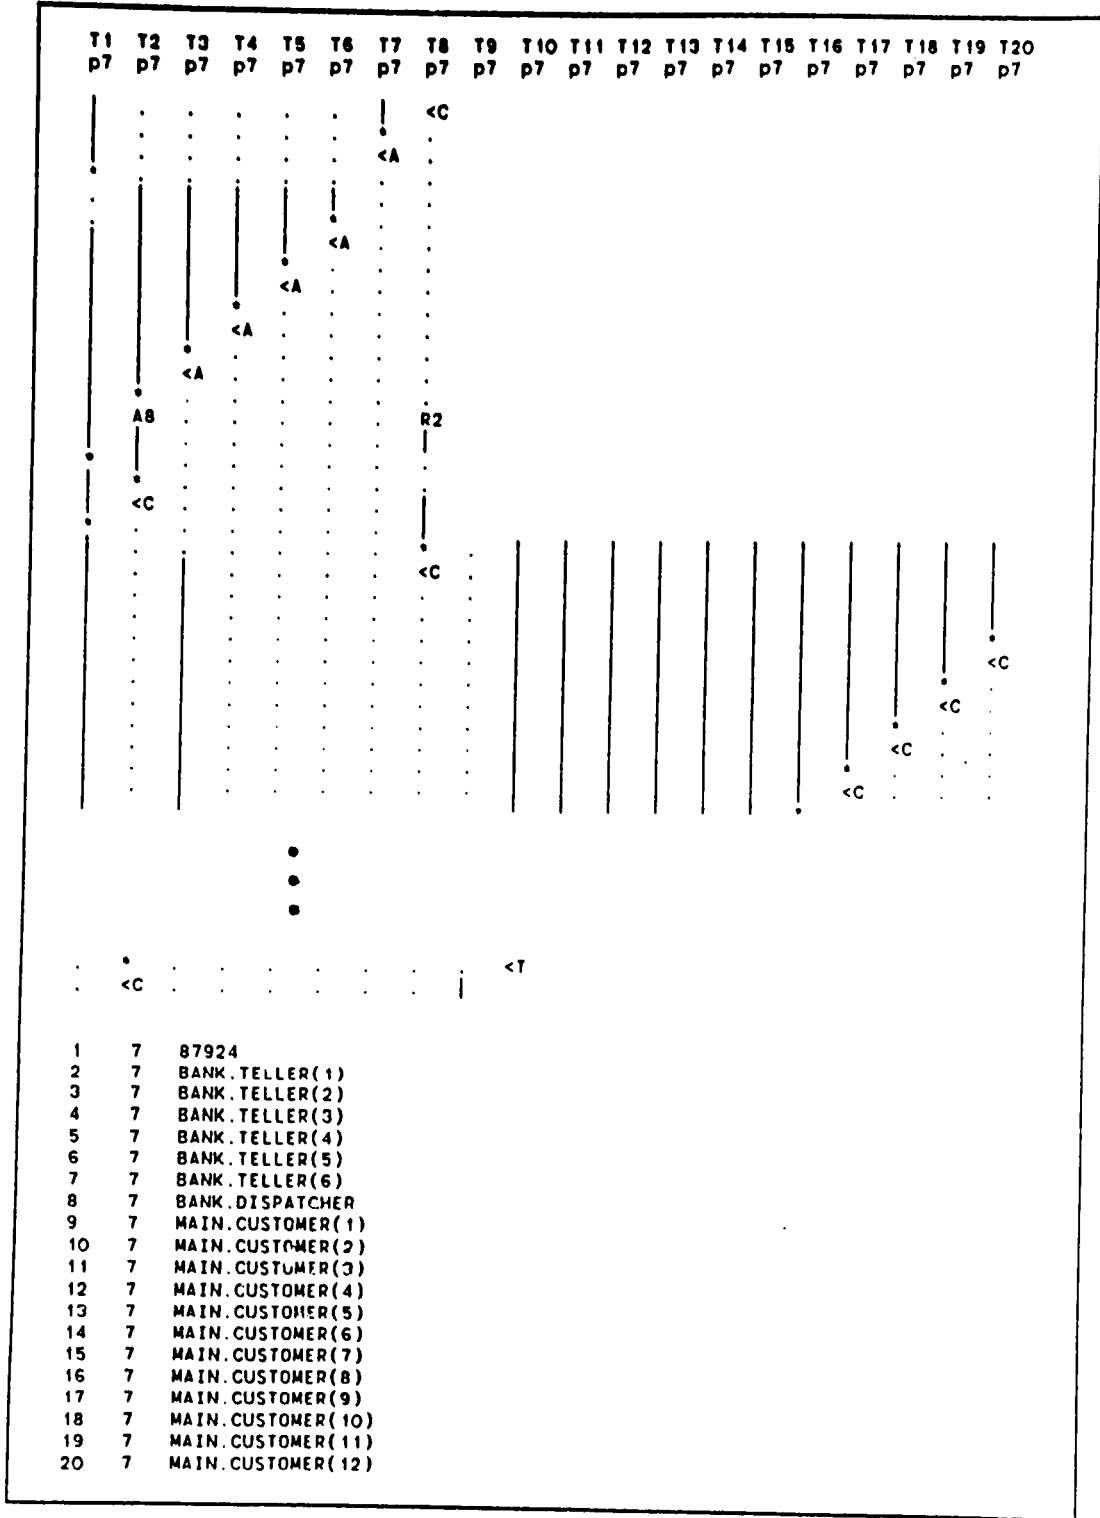 T1 T2 T3 T4 T5 T6 T7 T8 T9 T10 T11 T12 T13 T14 T15 T16 T17 T18 T19 T20
p7 p7 p7 p7 p7 p7 p7 p7 p7 p7 p7 p7 p7 p7 p7 p7 p7 p7 p7 p7
<C
<A
<A
<A
<A
<A
A8 R2
<C
<C
<C
<C
<C
<C
<T
<C
1 7 87924
2 7 BANK.TELLER(1)
3 7 BANK.TELLER(2)
4 7 BANK.TELLER(3)
5 7 BANK.TELLER(4)
6 7 BANK.TELLER(5)
7 7 BANK.TELLER(6)
8 7 BANK.DISPATCHER
9 7 MAIN.CUSTOMER(1)
10 7 MAIN.CUSTOMER(2)
11 7 MAIN.CUSTOMER(3)
12 7 MAIN.CUSTOMER(4)
13 7 MAIN.CUSTOMER(5)
14 7 MAIN.CUSTOMER(6)
15 7 MAIN.CUSTOMER(7)
16 7 MAIN.CUSTOMER(8)
17 7 MAIN.CUSTOMER(9)
18 7 MAIN.CUSTOMER(10)
19 7 MAIN.CUSTOMER(11)
20 7 MAIN.CUSTOMER(12)